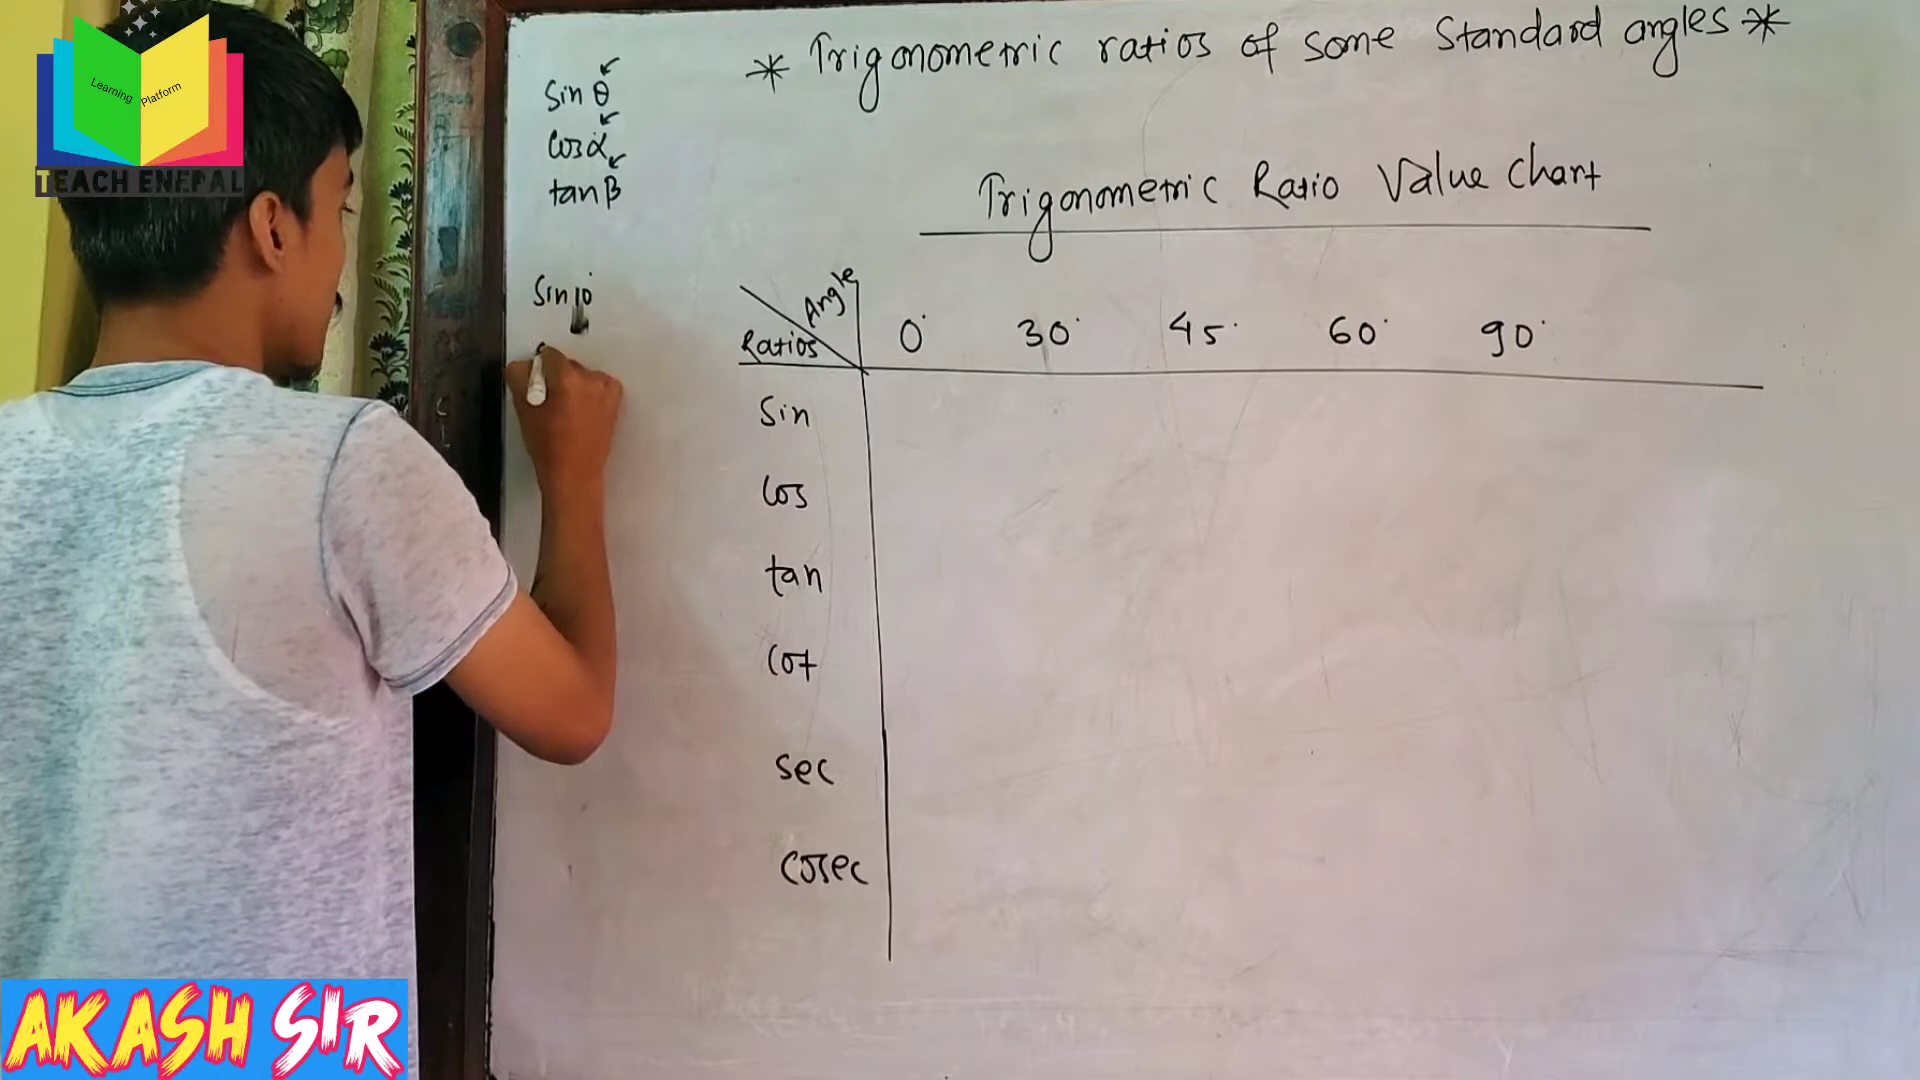 Learning Platform
TEACH ENEPAL
* Trigonometric ratios of some Standard angles *
Sin θ
Cos α
tan β
Sin 10°
Trigonometric Ratio Value Chart
Angle
Ratios
0° 30° 45° 60° 90°
Sin
Cos
tan
Cot
Sec
Cosec
AKASH SIR